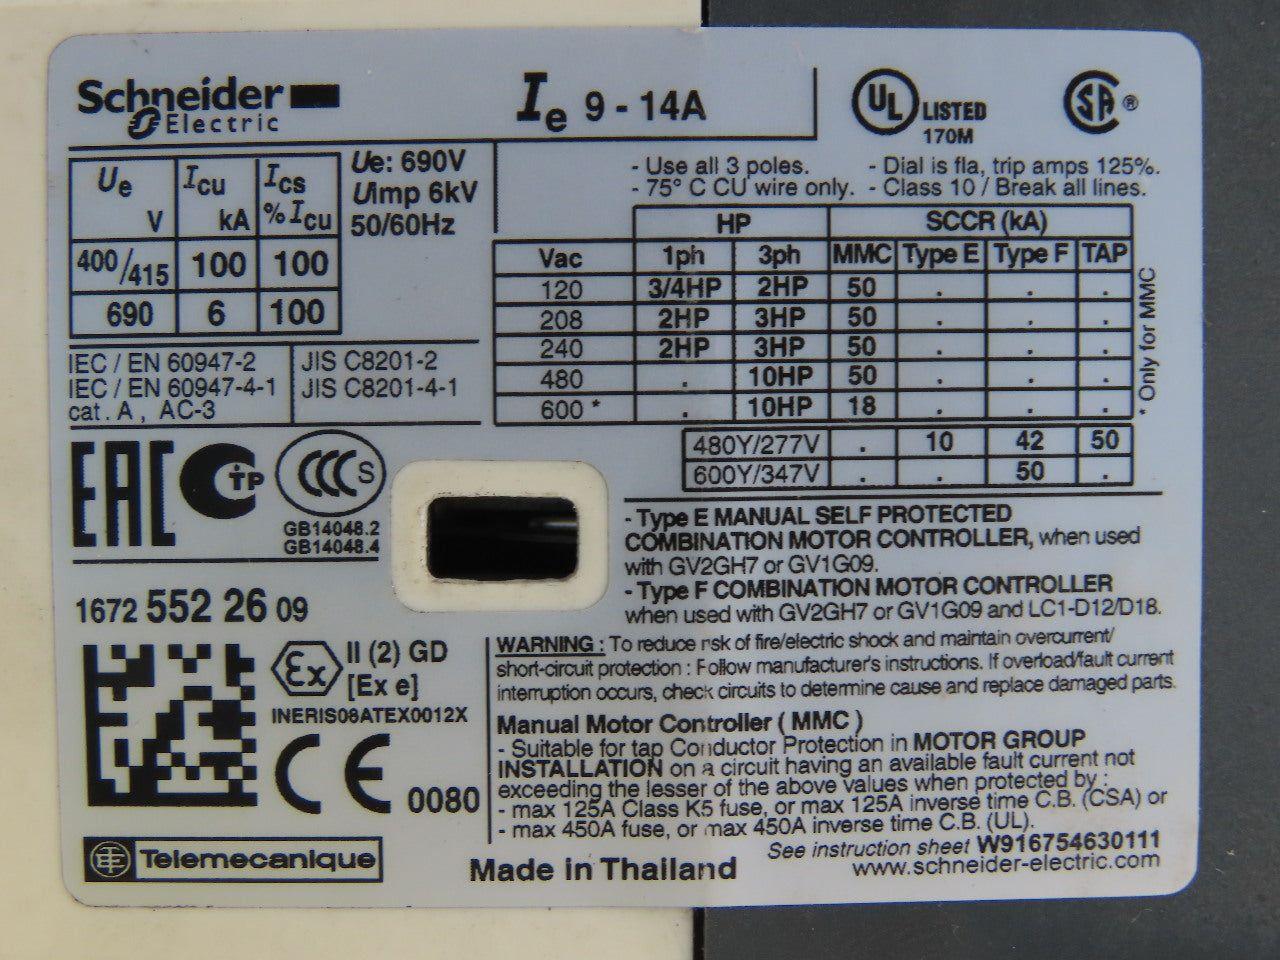 Schneider
Electric
Ie 9 - 14A
UL LISTED
170M
SA ®
Ue V Icu kA Ics % Icu
400/415 100 100
690 6 100
Ue: 690V
Uimp 6kV
50/60Hz
- Use all 3 poles. - Dial is fla, trip amps 125%.
- 75° C CU wire only. - Class 10 / Break all lines.
HP SCCR (kA)
Vac 1ph 3ph MMC Type E Type F TAP
120 3/4HP 2HP 50 . . .
208 2HP 3HP 50 . . .
240 2HP 3HP 50 . . .
480 . 10HP 50 . . .
600 * . 10HP 18 . . .
480Y/277V . 10 42 50
600Y/347V . . 50 .
* Only for MMC
IEC / EN 60947-2
IEC / EN 60947-4-1
cat. A , AC-3
JIS C8201-2
JIS C8201-4-1
EAC
TP
CCC S
GB14048.2
GB14048.4
- Type E MANUAL SELF PROTECTED
COMBINATION MOTOR CONTROLLER, when used
with GV2GH7 or GV1G09.
- Type F COMBINATION MOTOR CONTROLLER
when used with GV2GH7 or GV1G09 and LC1-D12/D18.
1672 552 26 09
Ex II (2) GD
[Ex e]
INERIS08ATEX0012X
CE 0080
WARNING : To reduce risk of fire/electric shock and maintain overcurrent/
short-circuit protection : Follow manufacturer's instructions. If overload/fault current
interruption occurs, check circuits to determine cause and replace damaged parts.
Manual Motor Controller ( MMC )
- Suitable for tap Conductor Protection in MOTOR GROUP
INSTALLATION on a circuit having an available fault current not
exceeding the lesser of the above values when protected by :
- max 125A Class K5 fuse, or max 125A inverse time C.B. (CSA) or
- max 450A fuse, or max 450A inverse time C.B. (UL).
See instruction sheet W916754630111
www.schneider-electric.com
Telemecanique
Made in Thailand